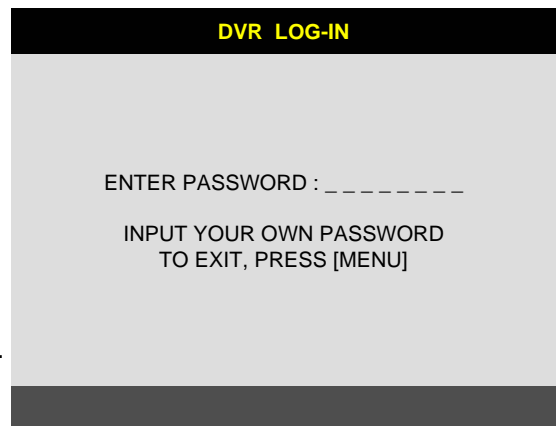 DVR LOG-IN
ENTER PASSWORD : _ _ _ _ _ _ _ _
INPUT YOUR OWN PASSWORD
TO EXIT, PRESS [MENU]
.